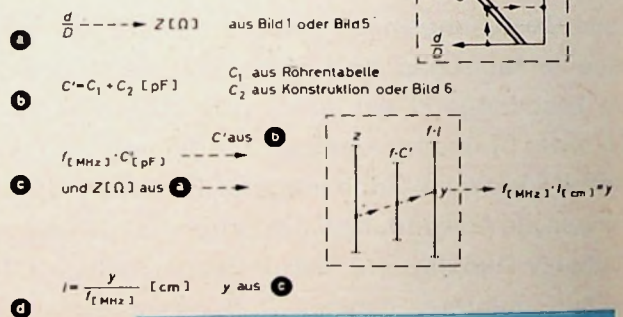 a
d/D ----→ Z[Ω] aus Bild 1 oder Bild 5
d/D
b
C'=C₁ + C₂ [pF]
C₁ aus Röhrentabelle
C₂ aus Konstruktion oder Bild 6
C' aus b
f[MHz] · C'[pF]
c
und Z[Ω] aus a
Z
f·C'
f·l
y
f[MHz] · l[cm] = y
d
l = y/f[MHz] [cm] y aus c